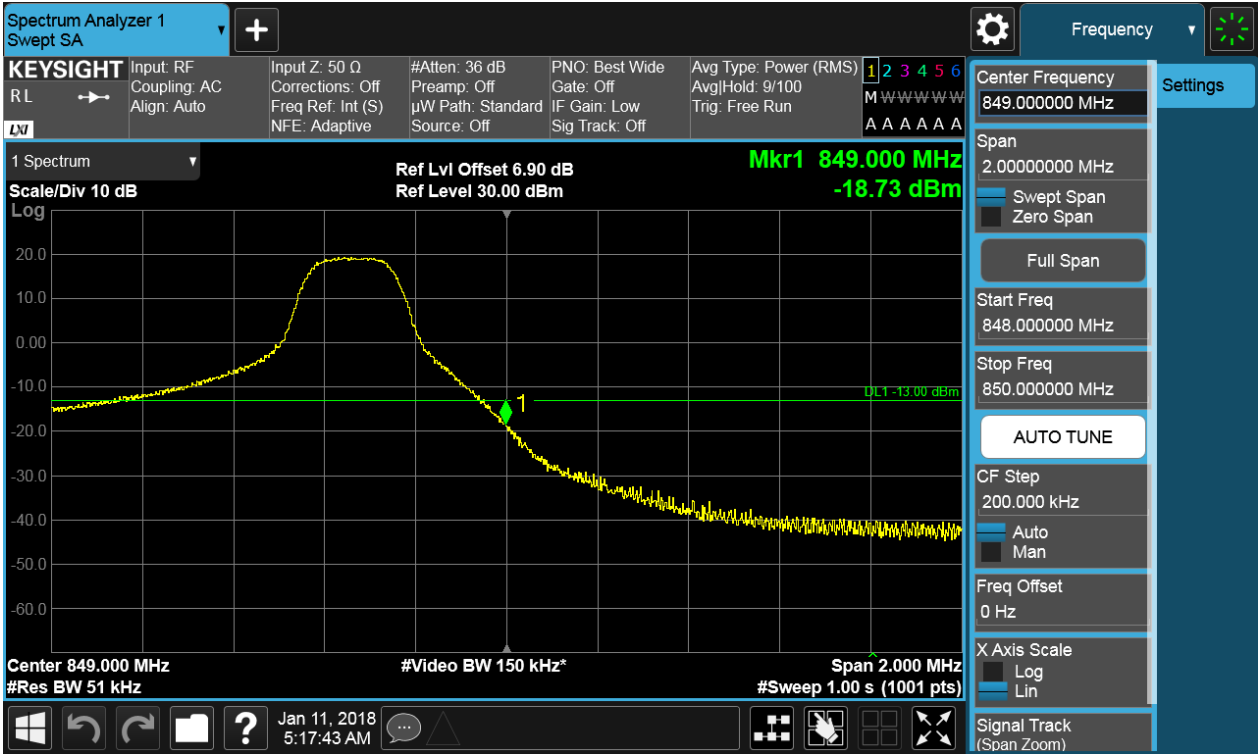 Spectrum Analyzer 1
Swept SA
Frequency
KEYSIGHT
R L
LXI
Input: RF
Coupling: AC
Align: Auto
Input Z: 50 Ω
Corrections: Off
Freq Ref: Int (S)
NFE: Adaptive
#Atten: 36 dB
Preamp: Off
µW Path: Standard
Source: Off
PNO: Best Wide
Gate: Off
IF Gain: Low
Sig Track: Off
Avg Type: Power (RMS)
Avg|Hold: 9/100
Trig: Free Run
1 2 3 4 5 6
M W W W W W
A A A A A A
1 Spectrum
Scale/Div 10 dB
Log
Ref Lvl Offset 6.90 dB
Ref Level 30.00 dBm
Mkr1 849.000 MHz
-18.73 dBm
20.0
10.0
0.00
-10.0
-20.0
-30.0
-40.0
-50.0
-60.0
DL1 -13.00 dBm
1
Center 849.000 MHz
#Video BW 150 kHz*
Span 2.000 MHz
#Res BW 51 kHz
#Sweep 1.00 s (1001 pts)
Jan 11, 2018
5:17:43 AM
?
Center Frequency
849.000000 MHz
Span
2.00000000 MHz
Swept Span
Zero Span
Full Span
Start Freq
848.000000 MHz
Stop Freq
850.000000 MHz
AUTO TUNE
CF Step
200.000 kHz
Auto
Man
Freq Offset
0 Hz
X Axis Scale
Log
Lin
Signal Track
(Span Zoom)
Settings